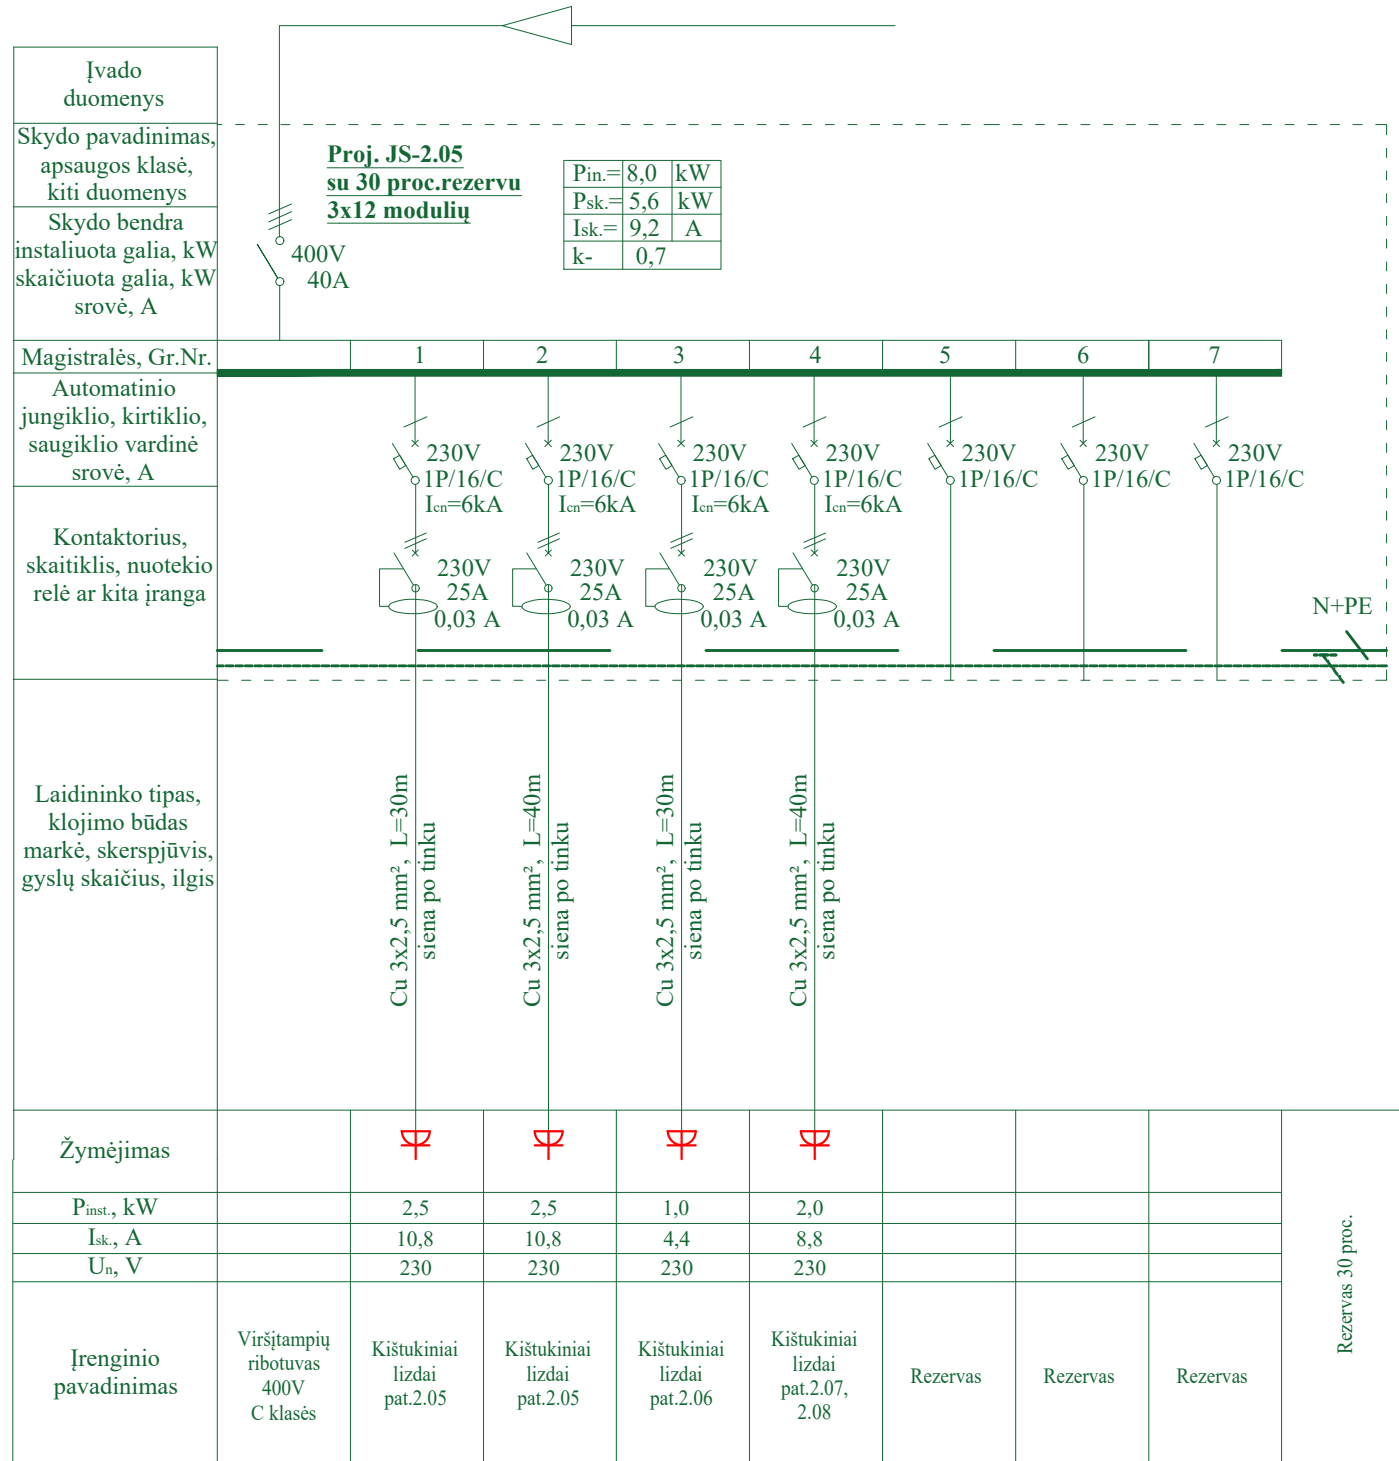 Įvado
duomenys
Skydo pavadinimas,
apsaugos klasė,
kiti duomenys
Skydo bendra
instaliuota galia, kW
skaičiuota galia, kW
srovė, A
Proj. JS-2.05
su 30 proc.rezervu
3x12 modulių
Pin.= 8,0 kW
Psk.= 5,6 kW
Isk.= 9,2 A
k- 0,7
400V
40A
Magistralės, Gr.Nr. 1 2 3 4 5 6 7
Automatinio
jungiklio, kirtiklio,
saugiklio vardinė
srovė, A
230V 230V 230V 230V 230V 230V 230V
1P/16/C 1P/16/C 1P/16/C 1P/16/C 1P/16/C 1P/16/C 1P/16/C
Icn=6kA Icn=6kA Icn=6kA Icn=6kA
Kontaktorius,
skaitiklis, nuotekio
relė ar kita įranga
230V 230V 230V 230V
25A 25A 25A 25A
0,03 A 0,03 A 0,03 A 0,03 A
N+PE
Laidininko tipas,
klojimo būdas
markė, skerspjūvis,
gyslų skaičius, ilgis
Cu 3x2,5 mm², L=30m
siena po tinku
Cu 3x2,5 mm², L=40m
siena po tinku
Cu 3x2,5 mm², L=30m
siena po tinku
Cu 3x2,5 mm², L=40m
siena po tinku
Žymėjimas
Pinst., kW 2,5 2,5 1,0 2,0
Isk., A 10,8 10,8 4,4 8,8
Un, V 230 230 230 230
Įrenginio
pavadinimas
Viršįtampių
ribotuvas
400V
C klasės
Kištukiniai
lizdai
pat.2.05
Kištukiniai
lizdai
pat.2.05
Kištukiniai
lizdai
pat.2.06
Kištukiniai
lizdai
pat.2.07,
2.08
Rezervas
Rezervas
Rezervas
Rezervas 30 proc.